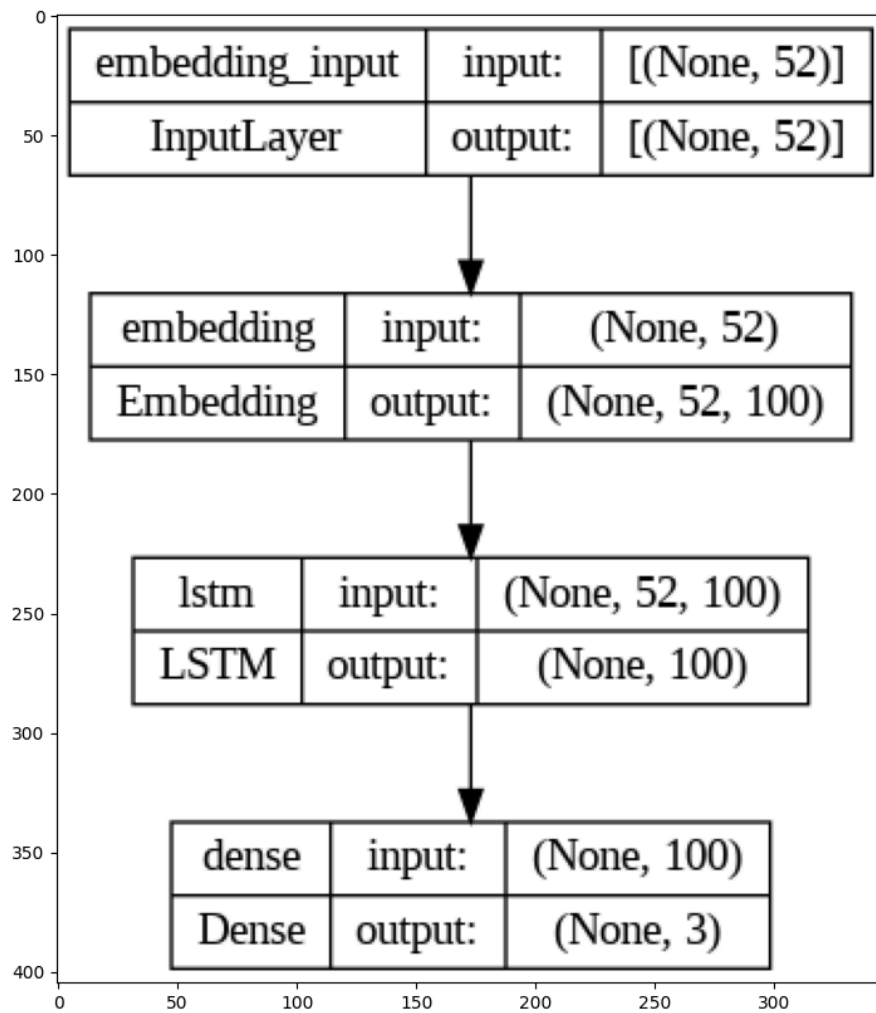 0
50
100
150
200
250
300
350
400
embedding_input input: [(None, 52)]
InputLayer output: [(None, 52)]
embedding input: (None, 52)
Embedding output: (None, 52, 100)
lstm input: (None, 52, 100)
LSTM output: (None, 100)
dense input: (None, 100)
Dense output: (None, 3)
0 50 100 150 200 250 300